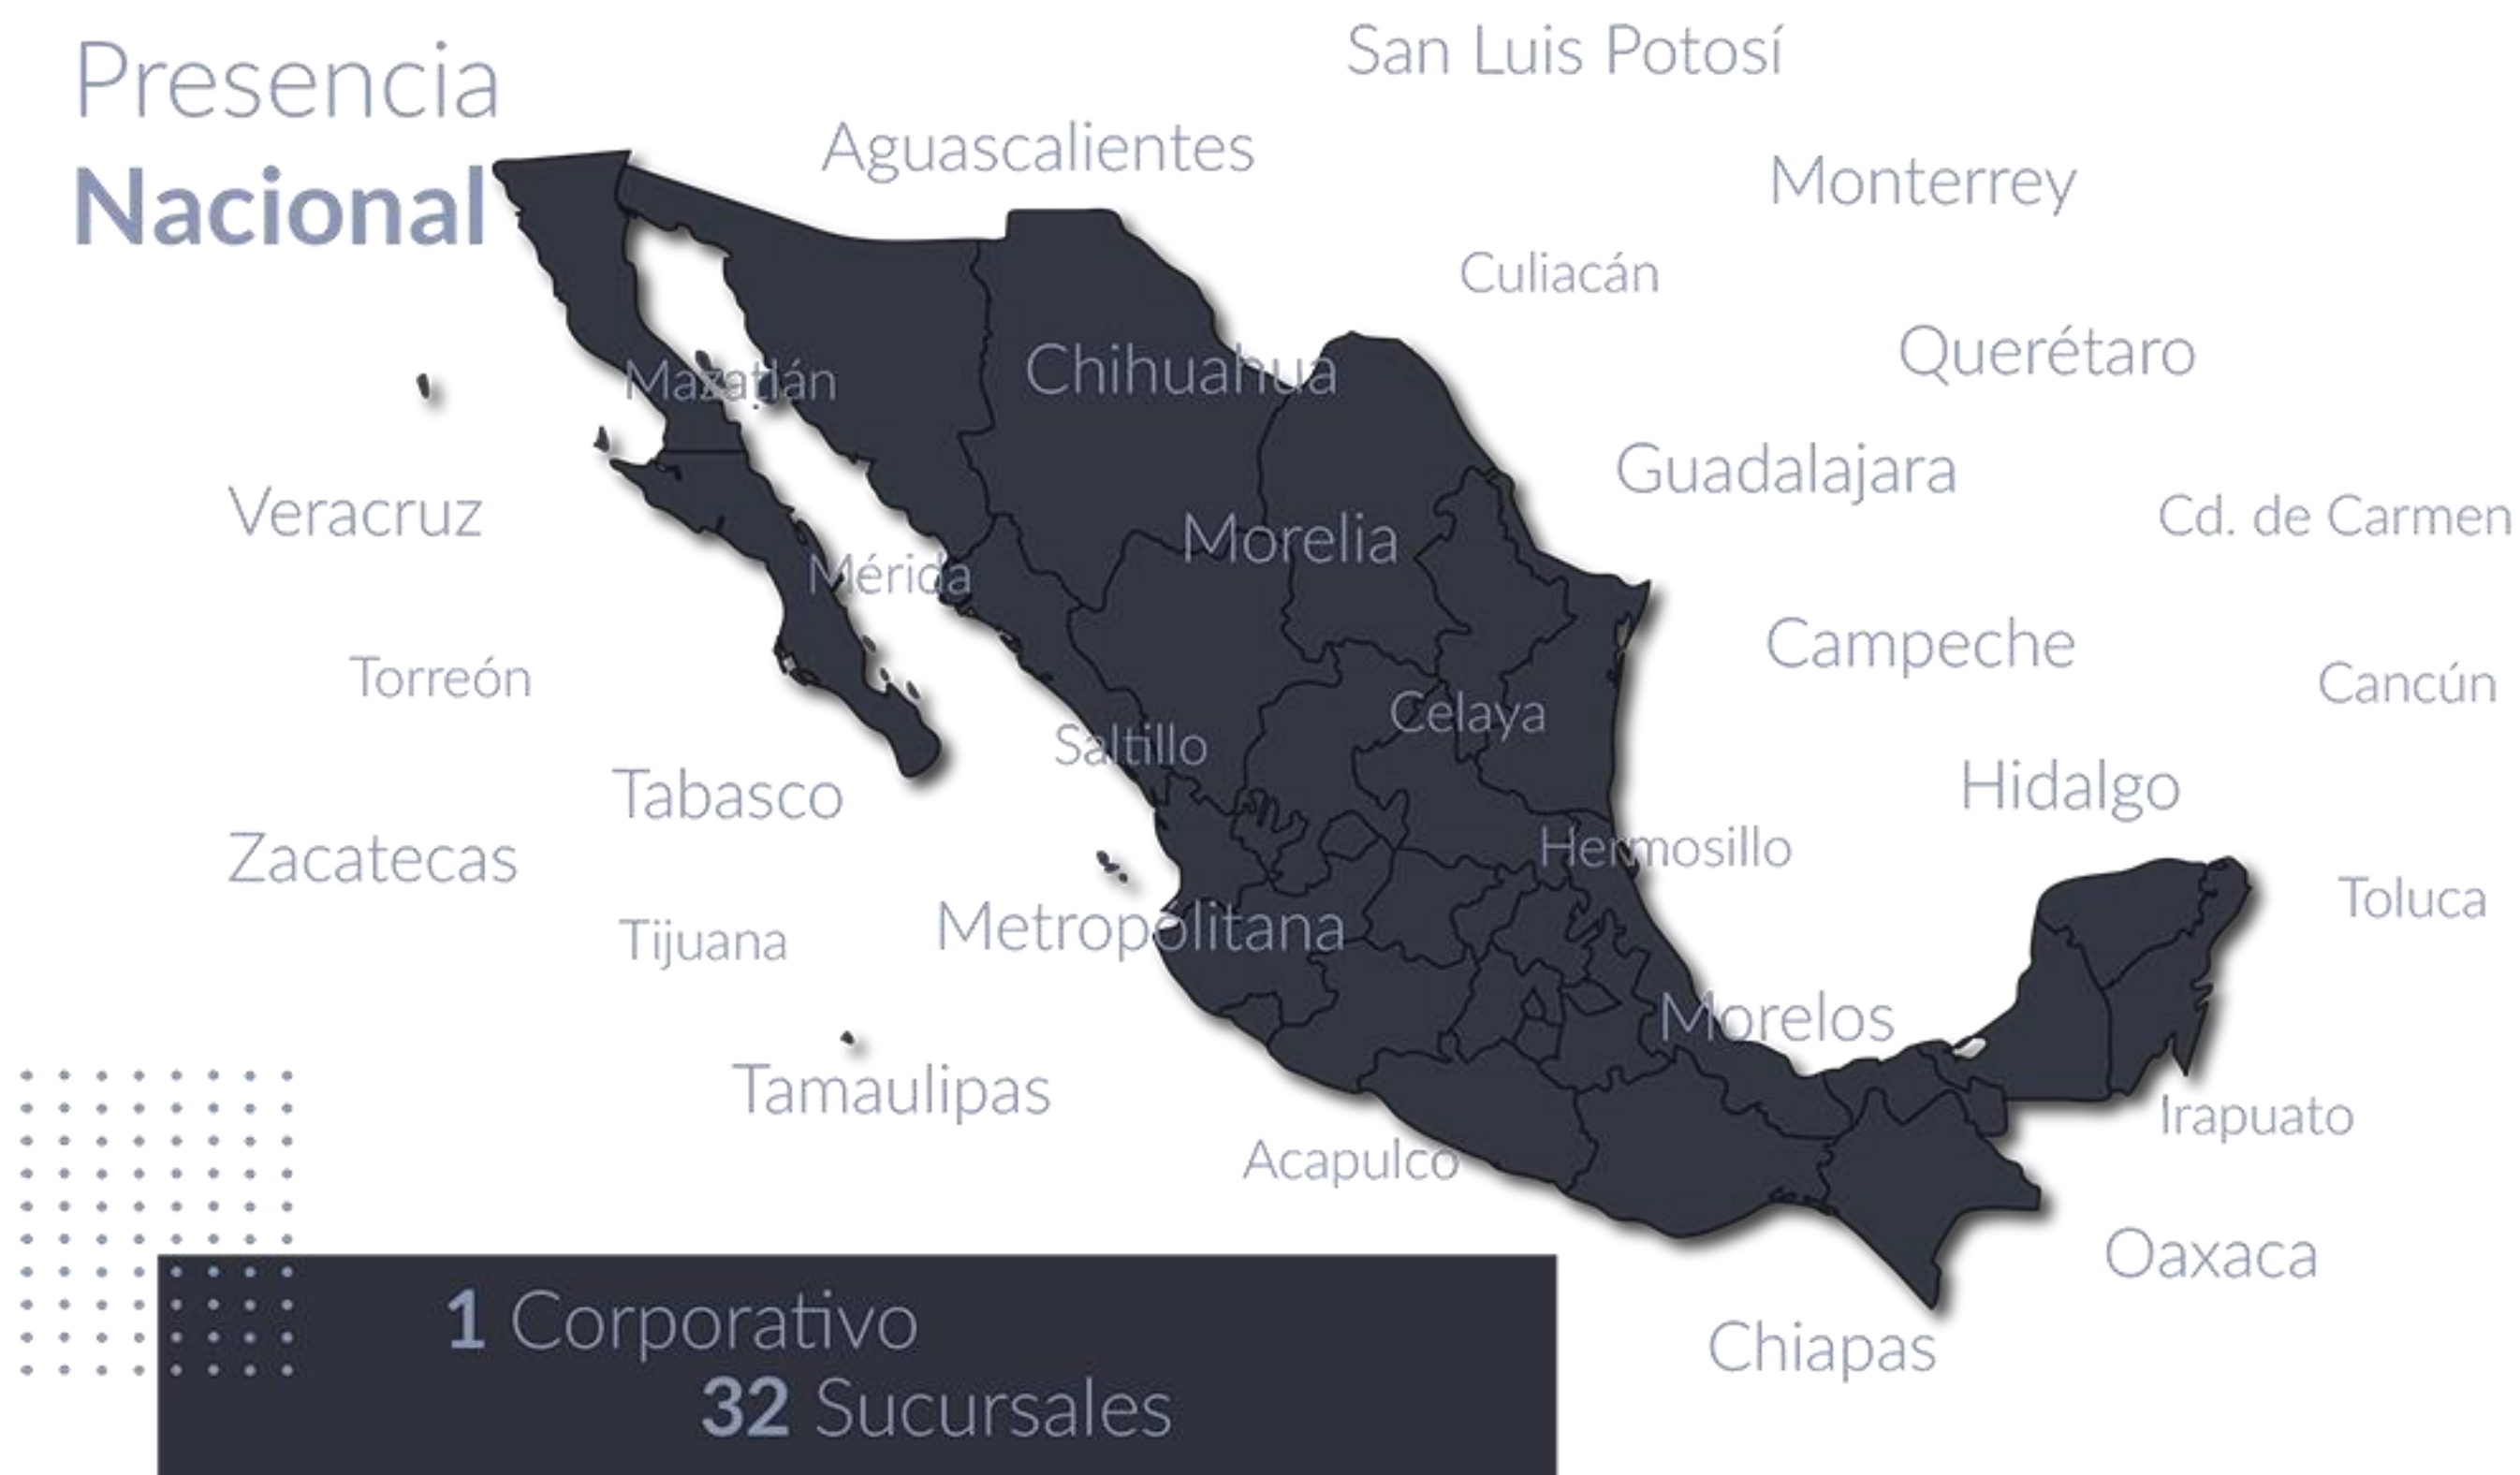 Presencia
Nacional
San Luis Potosí
Aguascalientes
Monterrey
Culiacán
Querétaro
Mazatlán
Chihuahua
Guadalajara
Veracruz
Morelia
Cd. de Carmen
Mérida
Campeche
Torreón
Cancún
Celaya
Saltillo
Tabasco
Hidalgo
Zacatecas
Hermosillo
Toluca
Tijuana
Metropolitana
Morelos
Tamaulipas
Irapuato
Acapulco
Oaxaca
Chiapas
1 Corporativo
32 Sucursales